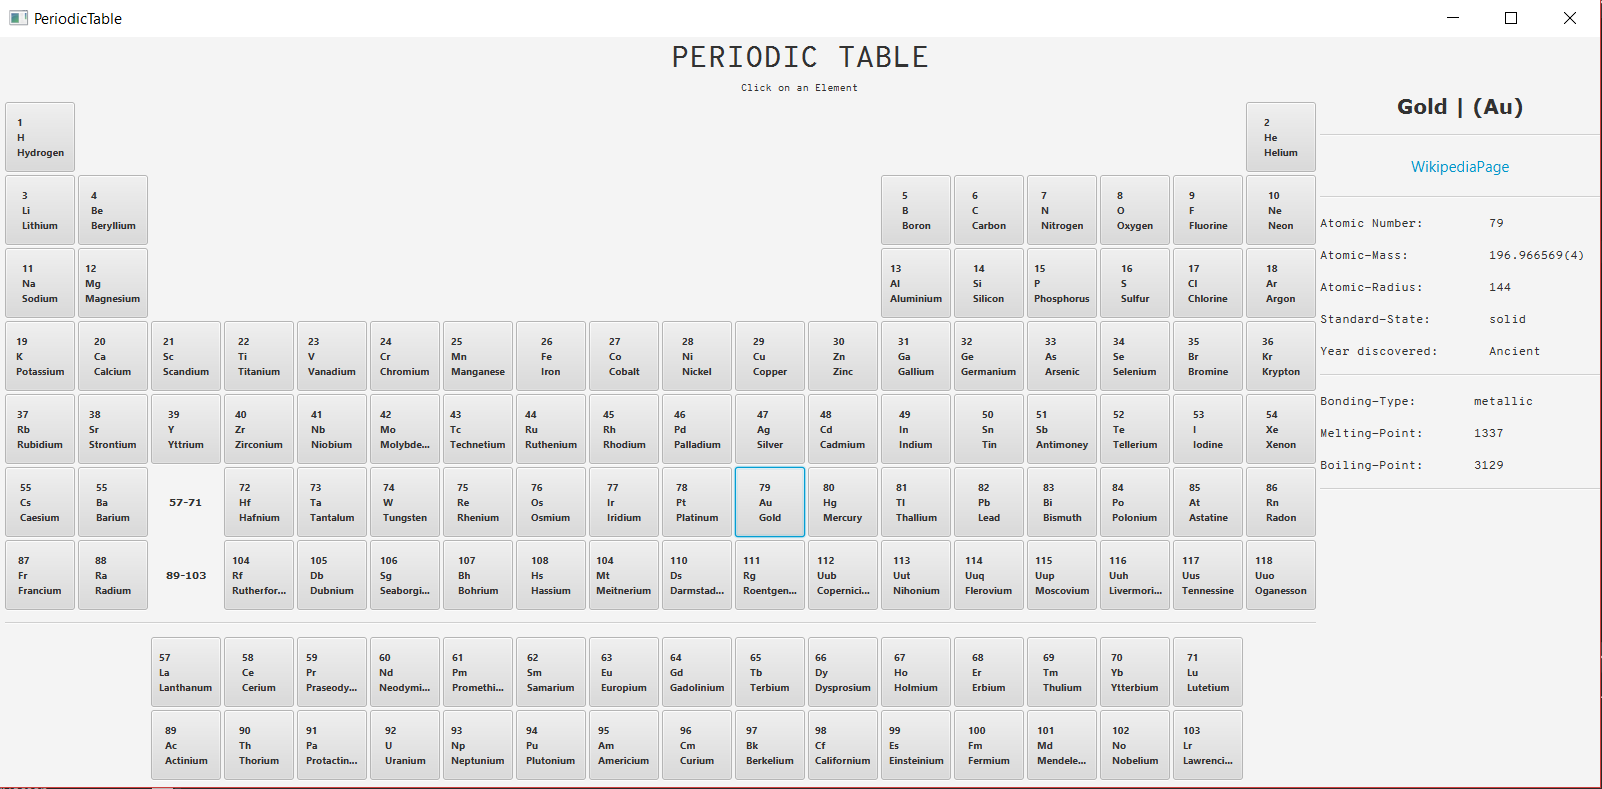 PeriodicTable
PERIODIC TABLE
Click on an Element
1
H
Hydrogen
2
He
Helium
3
Li
Lithium
4
Be
Beryllium
5
B
Boron
6
C
Carbon
7
N
Nitrogen
8
O
Oxygen
9
F
Fluorine
10
Ne
Neon
11
Na
Sodium
12
Mg
Magnesium
13
Al
Aluminium
14
Si
Silicon
15
P
Phosphorus
16
S
Sulfur
17
Cl
Chlorine
18
Ar
Argon
19
K
Potassium
20
Ca
Calcium
21
Sc
Scandium
22
Ti
Titanium
23
V
Vanadium
24
Cr
Chromium
25
Mn
Manganese
26
Fe
Iron
27
Co
Cobalt
28
Ni
Nickel
29
Cu
Copper
30
Zn
Zinc
31
Ga
Gallium
32
Ge
Germanium
33
As
Arsenic
34
Se
Selenium
35
Br
Bromine
36
Kr
Krypton
37
Rb
Rubidium
38
Sr
Strontium
39
Y
Yttrium
40
Zr
Zirconium
41
Nb
Niobium
42
Mo
Molybde...
43
Tc
Technetium
44
Ru
Ruthenium
45
Rh
Rhodium
46
Pd
Palladium
47
Ag
Silver
48
Cd
Cadmium
49
In
Indium
50
Sn
Tin
51
Sb
Antimoney
52
Te
Tellerium
53
I
Iodine
54
Xe
Xenon
55
Cs
Caesium
55
Ba
Barium
57-71
72
Hf
Hafnium
73
Ta
Tantalum
74
W
Tungsten
75
Re
Rhenium
76
Os
Osmium
77
Ir
Iridium
78
Pt
Platinum
79
Au
Gold
80
Hg
Mercury
81
Tl
Thallium
82
Pb
Lead
83
Bi
Bismuth
84
Po
Polonium
85
At
Astatine
86
Rn
Radon
87
Fr
Francium
88
Ra
Radium
89-103
104
Rf
Rutherfor...
105
Db
Dubnium
106
Sg
Seaborgi...
107
Bh
Bohrium
108
Hs
Hassium
104
Mt
Meitnerium
110
Ds
Darmstad...
111
Rg
Roentgen...
112
Uub
Copernici...
113
Uut
Nihonium
114
Uuq
Flerovium
115
Uup
Moscovium
116
Uuh
Livermori...
117
Uus
Tennessine
118
Uuo
Oganesson
57
La
Lanthanum
58
Ce
Cerium
59
Pr
Praseody...
60
Nd
Neodymi...
61
Pm
Promethi...
62
Sm
Samarium
63
Eu
Europium
64
Gd
Gadolinium
65
Tb
Terbium
66
Dy
Dysprosium
67
Ho
Holmium
68
Er
Erbium
69
Tm
Thulium
70
Yb
Ytterbium
71
Lu
Lutetium
89
Ac
Actinium
90
Th
Thorium
91
Pa
Protactin...
92
U
Uranium
93
Np
Neptunium
94
Pu
Plutonium
95
Am
Americium
96
Cm
Curium
97
Bk
Berkelium
98
Cf
Californium
99
Es
Einsteinium
100
Fm
Fermium
101
Md
Mendele...
102
No
Nobelium
103
Lr
Lawrenci...
Gold | (Au)
WikipediaPage
Atomic Number: 79
Atomic-Mass: 196.966569(4)
Atomic-Radius: 144
Standard-State: solid
Year discovered: Ancient
Bonding-Type: metallic
Melting-Point: 1337
Boiling-Point: 3129